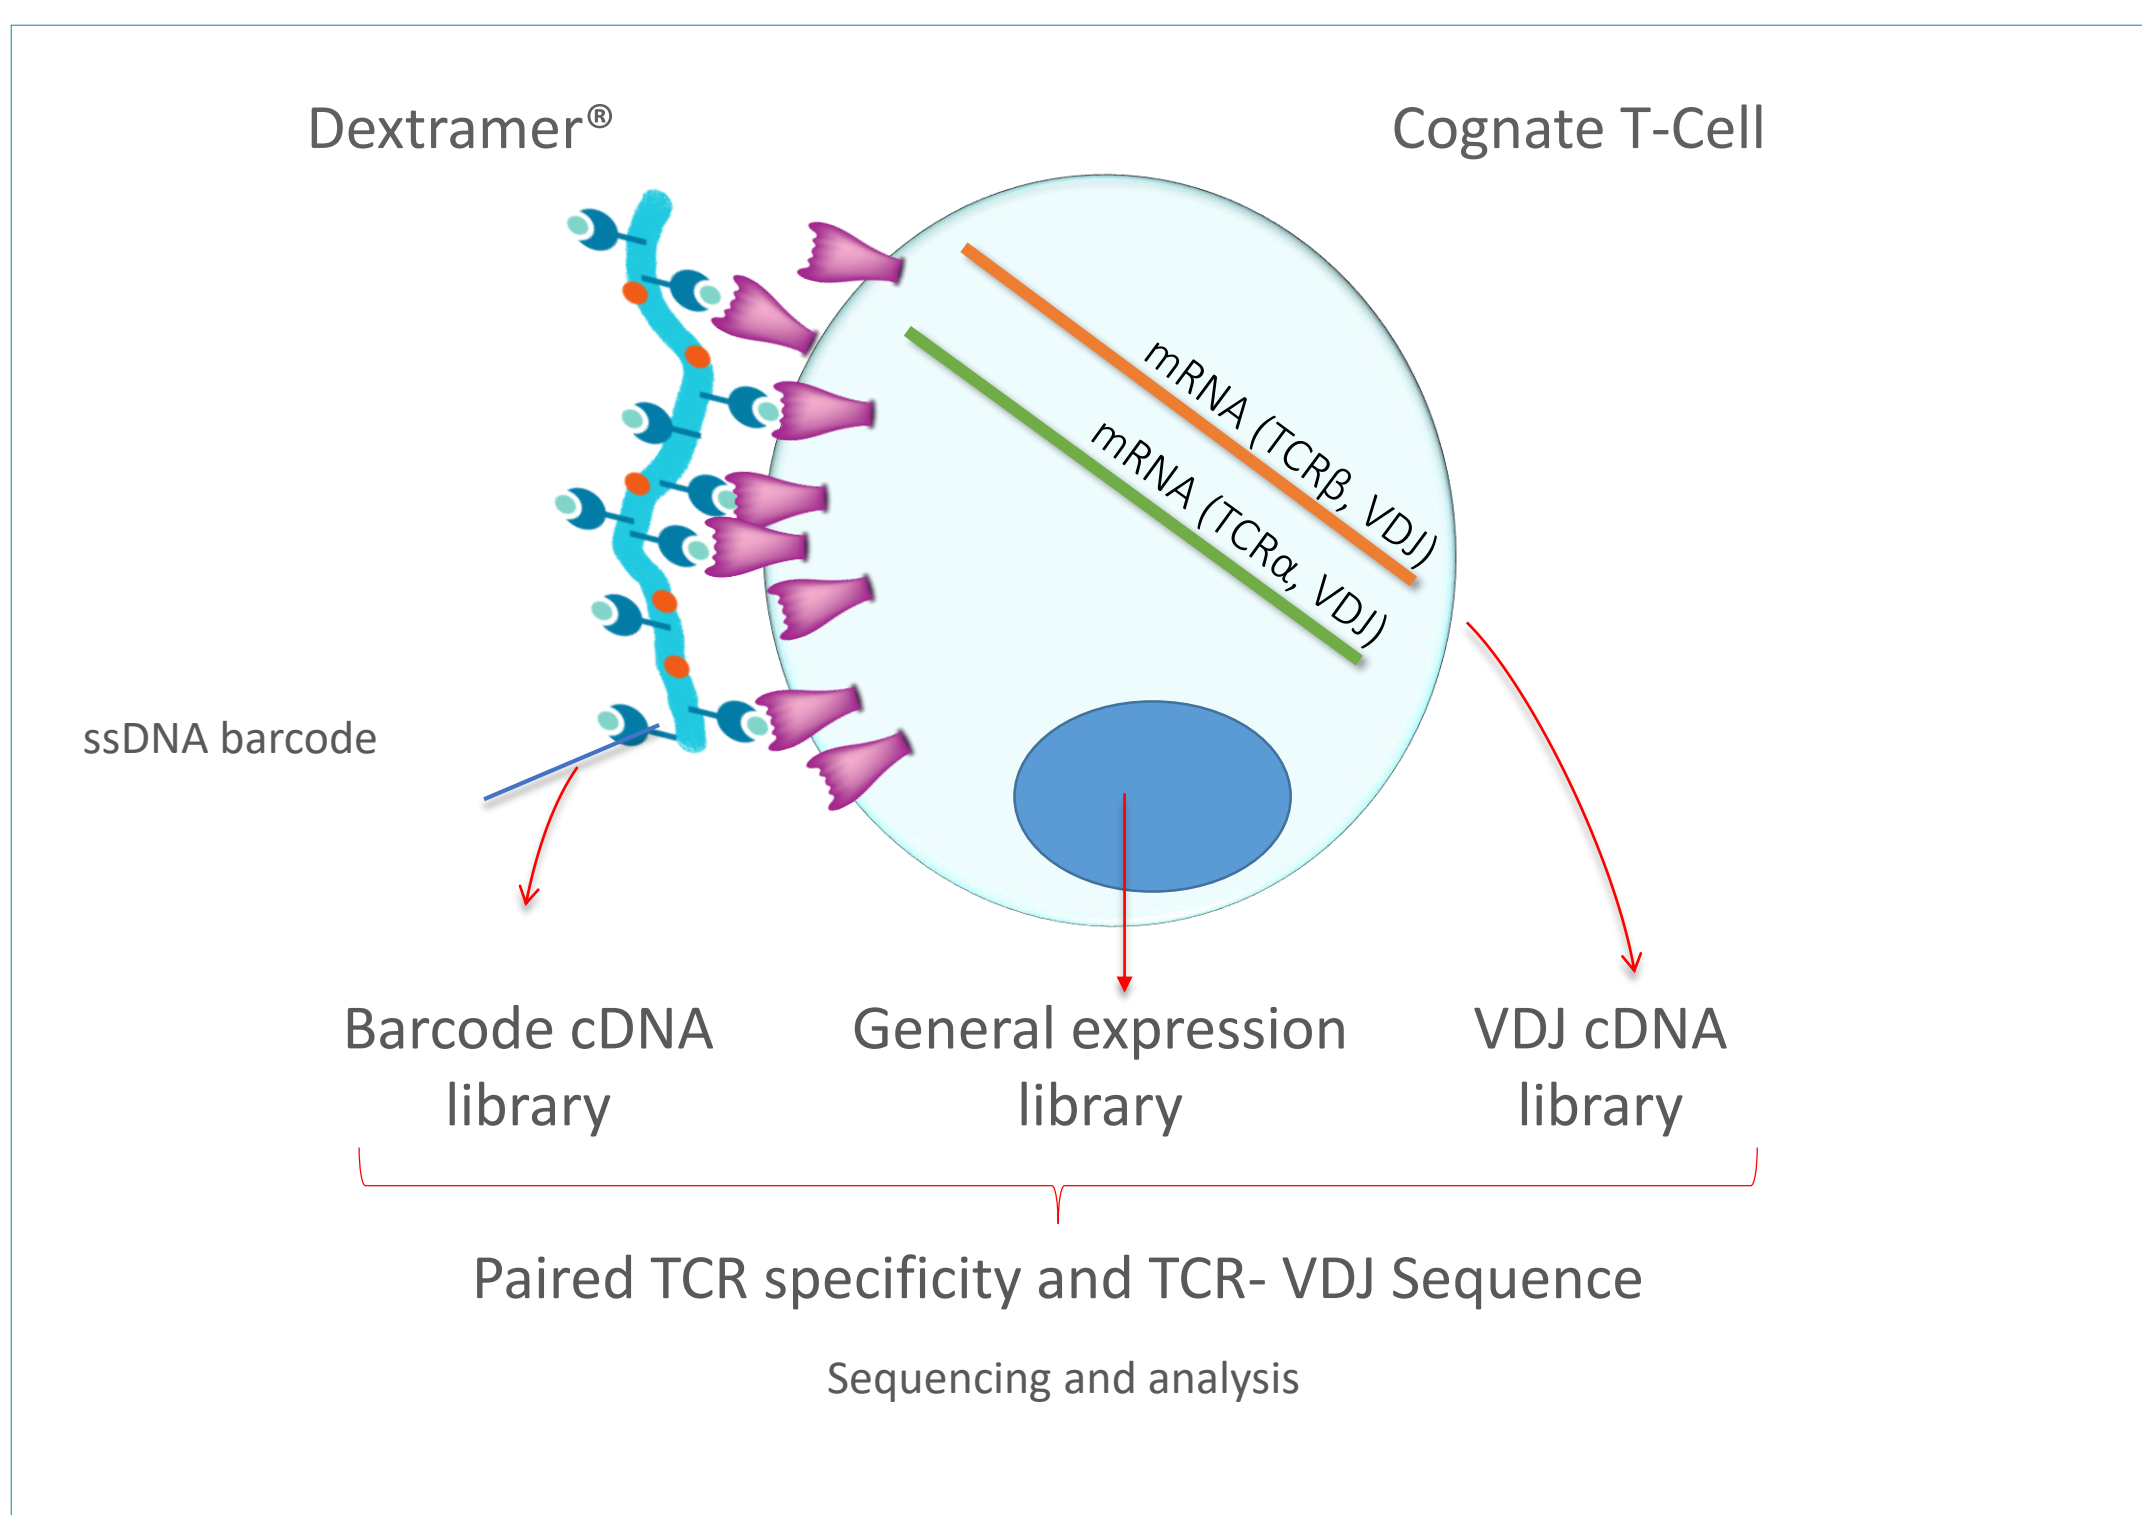 Dextramer®
Cognate T-Cell
mRNA (TCRβ, VDJ)
mRNA (TCRα, VDJ)
ssDNA barcode
Barcode cDNA
library
General expression
library
VDJ cDNA
library
Paired TCR specificity and TCR- VDJ Sequence
Sequencing and analysis